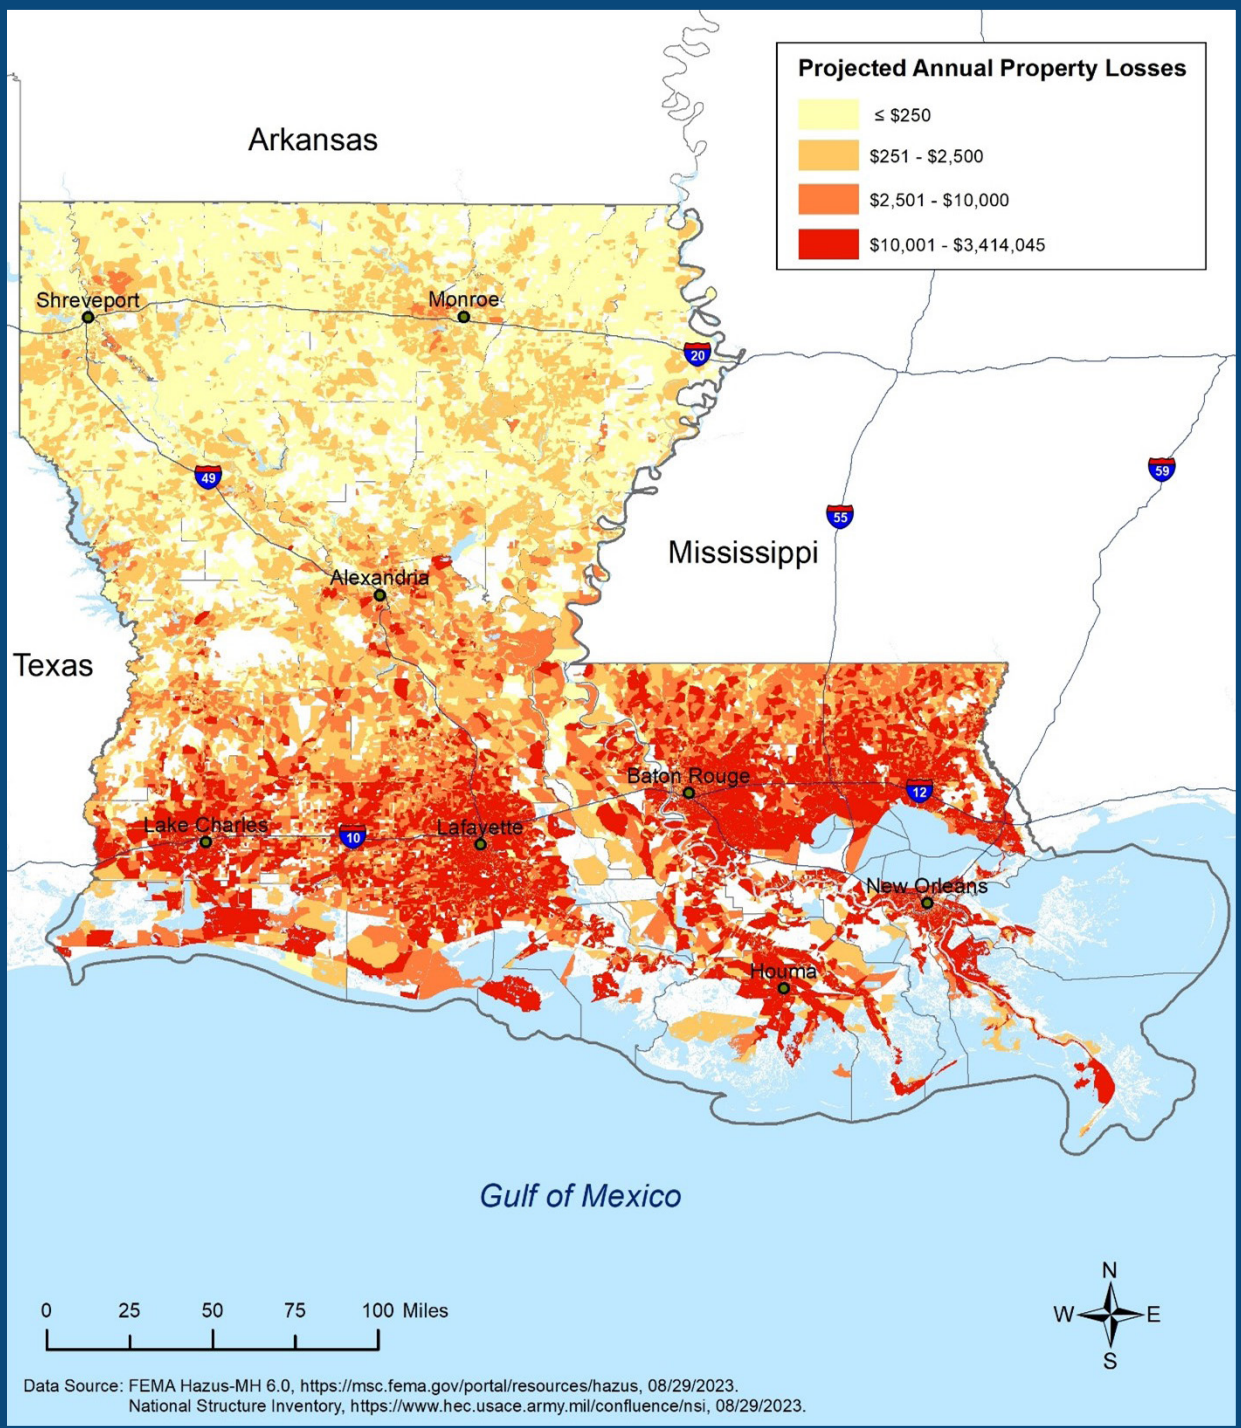 Projected Annual Property Losses
≤ $250
$251 - $2,500
$2,501 - $10,000
$10,001 - $3,414,045
Arkansas
Shreveport
Monroe
20
49
59
55
Mississippi
Alexandria
Texas
Baton Rouge
12
Lake Charles
10
Lafayette
New Orleans
Houma
Gulf of Mexico
N
W E
S
0 25 50 75 100 Miles
Data Source: FEMA Hazus-MH 6.0, https://msc.fema.gov/portal/resources/hazus, 08/29/2023.
National Structure Inventory, https://www.hec.usace.army.mil/confluence/nsi, 08/29/2023.